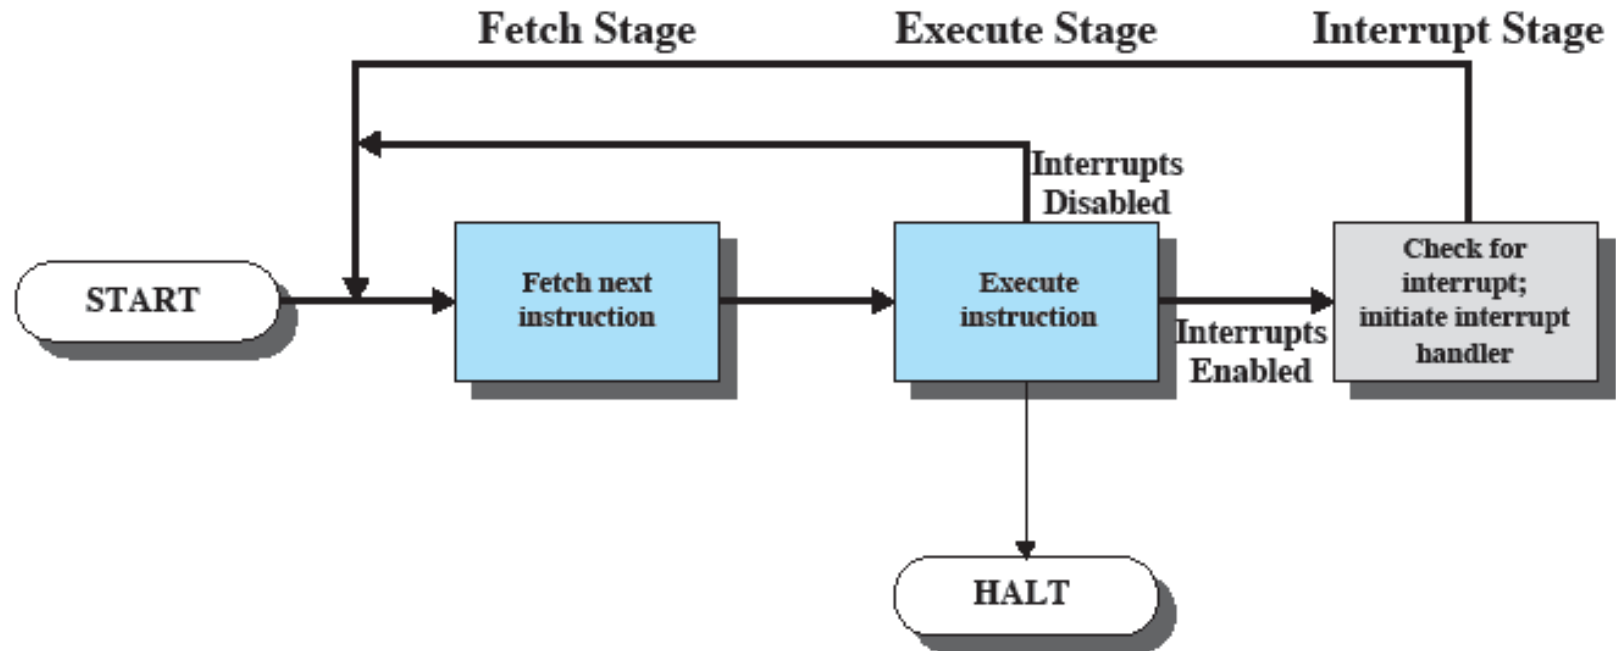 Fetch Stage
Execute Stage
Interrupt Stage
Interrupts
Disabled
START
Fetch next
instruction
Execute
instruction
Interrupts
Enabled
Check for
interrupt;
initiate interrupt
handler
HALT